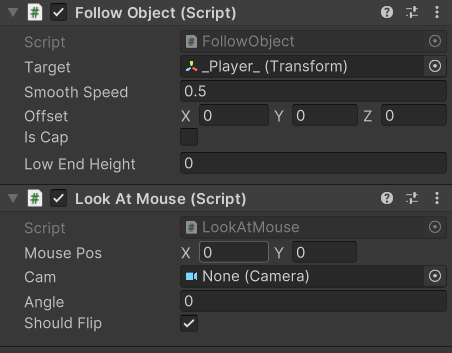 # Follow Object (Script)
Script # FollowObject
Target _Player_ (Transform)
Smooth Speed 0.5
Offset X 0 Y 0 Z 0
Is Cap
Low End Height 0
# Look At Mouse (Script)
Script # LookAtMouse
Mouse Pos X 0 Y 0
Cam None (Camera)
Angle 0
Should Flip